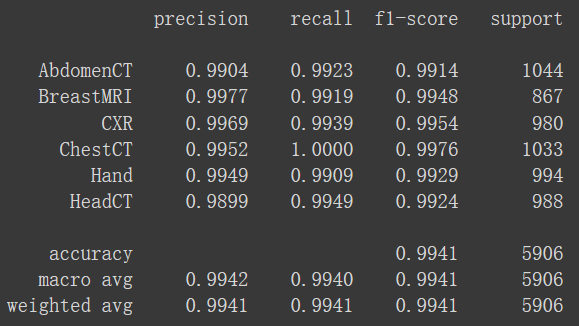 precision recall f1-score support
AbdomenCT 0.9904 0.9923 0.9914 1044
BreastMRI 0.9977 0.9919 0.9948 867
CXR 0.9969 0.9939 0.9954 980
ChestCT 0.9952 1.0000 0.9976 1033
Hand 0.9949 0.9909 0.9929 994
HeadCT 0.9899 0.9949 0.9924 988
accuracy 0.9941 5906
macro avg 0.9942 0.9940 0.9941 5906
weighted avg 0.9941 0.9941 0.9941 5906